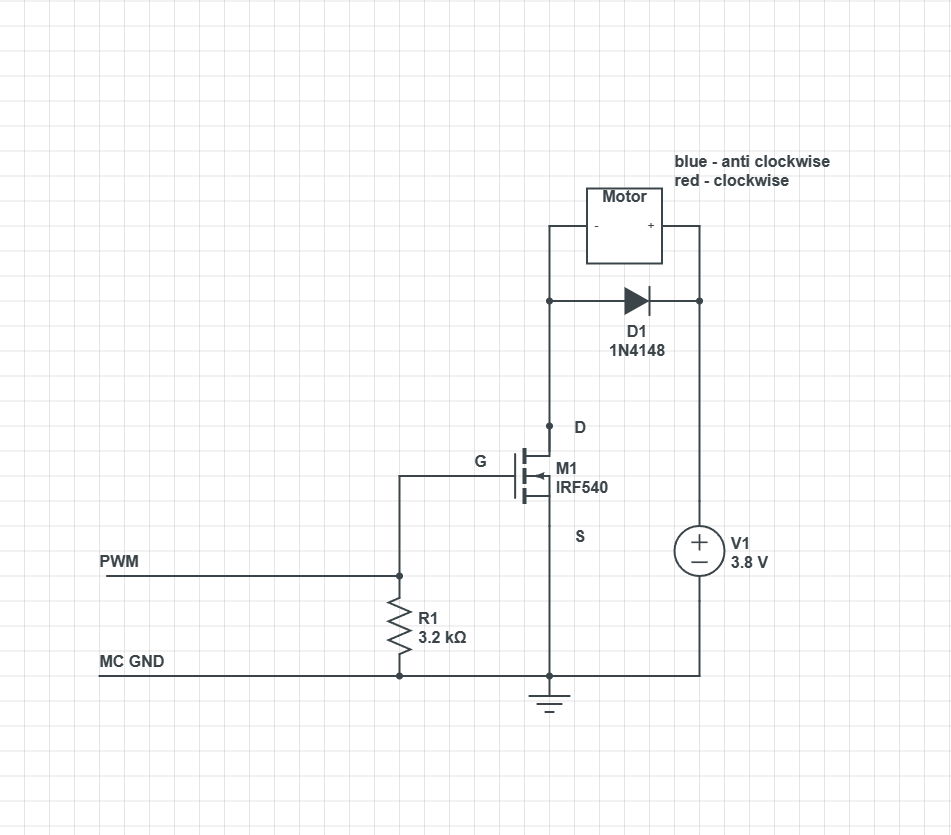 blue - anti clockwise
red - clockwise
Motor
- +
D1
1N4148
D
G
M1
IRF540
S
V1
3.8 V
PWM
R1
3.2 kΩ
MC GND